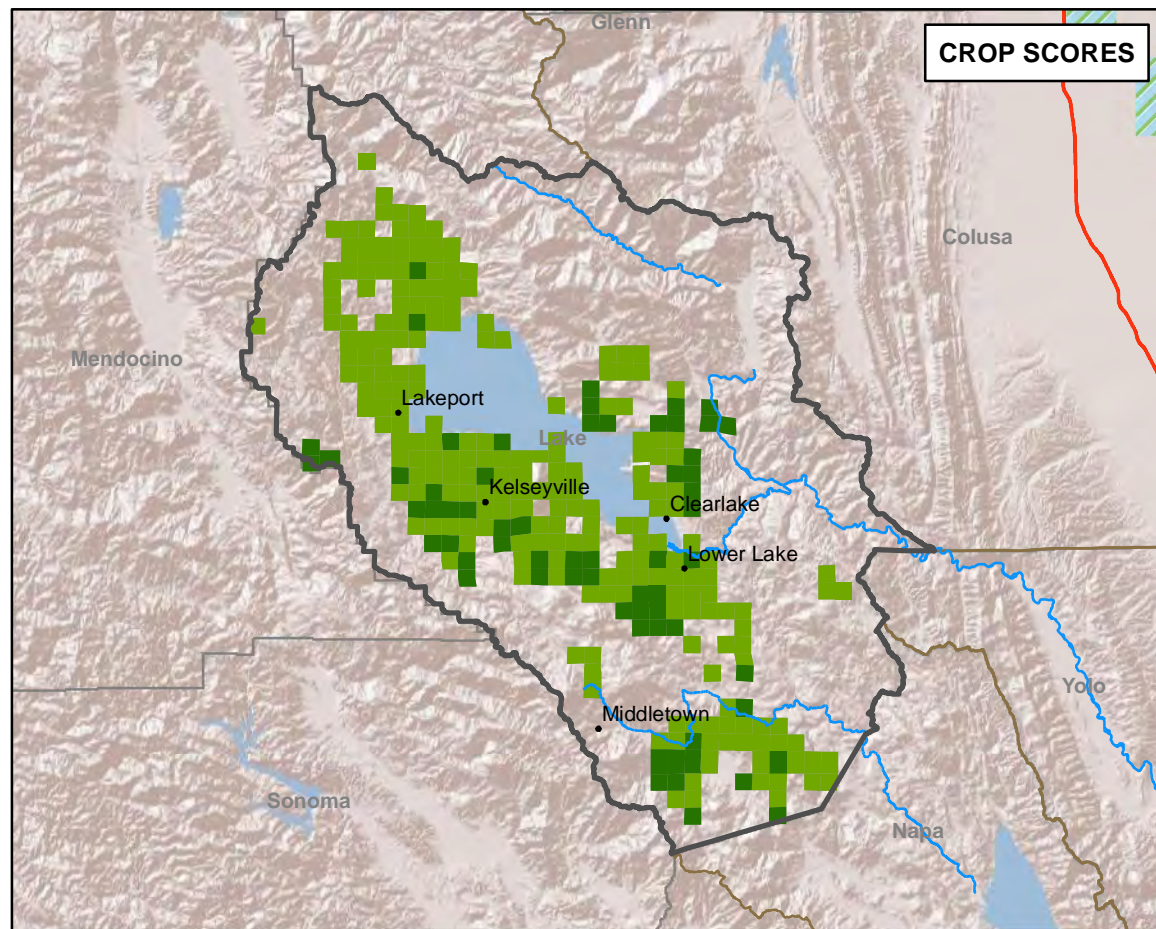 Glenn
CROP SCORES
Colusa
Mendocino
Lakeport
Lake
Kelseyville
Clearlake
Lower Lake
Yolo
Middletown
Sonoma
Napa